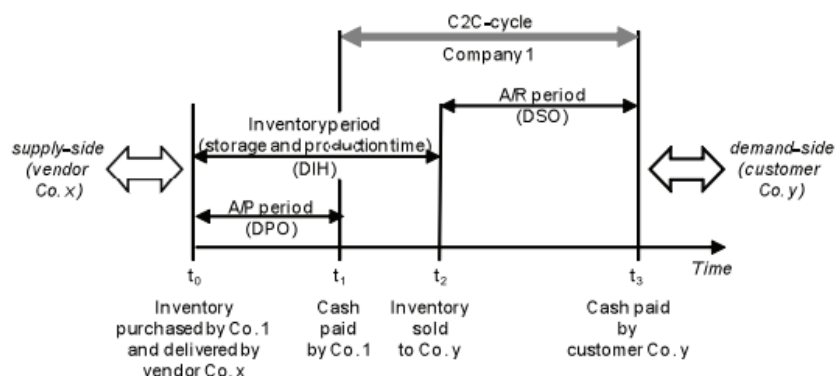 C2C-cycle
Company 1
A/R period
(DSO)
Inventory period
(storage and production time)
(DIH)
supply-side
(vendor
Co. x)
demand-side
(customer
Co. y)
A/P period
(DPO)
t0
t1
t2
t3
Time
Inventory
purchased by Co. 1
and delivered by
vendor Co. x
Cash
paid
by Co. 1
Inventory
sold
to Co. y
Cash paid
by
customer Co. y